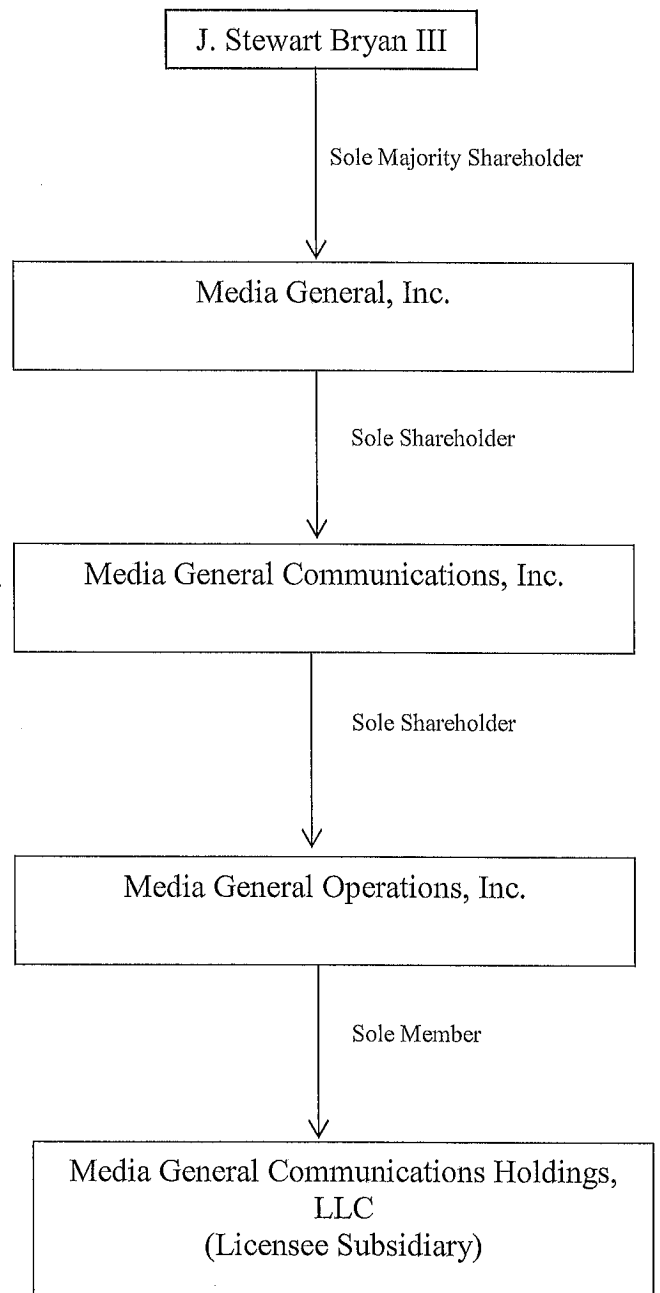 J. Stewart Bryan III
Sole Majority Shareholder
Media General, Inc.
Sole Shareholder
Media General Communications, Inc.
Sole Shareholder
Media General Operations, Inc.
Sole Member
Media General Communications Holdings,
LLC
(Licensee Subsidiary)